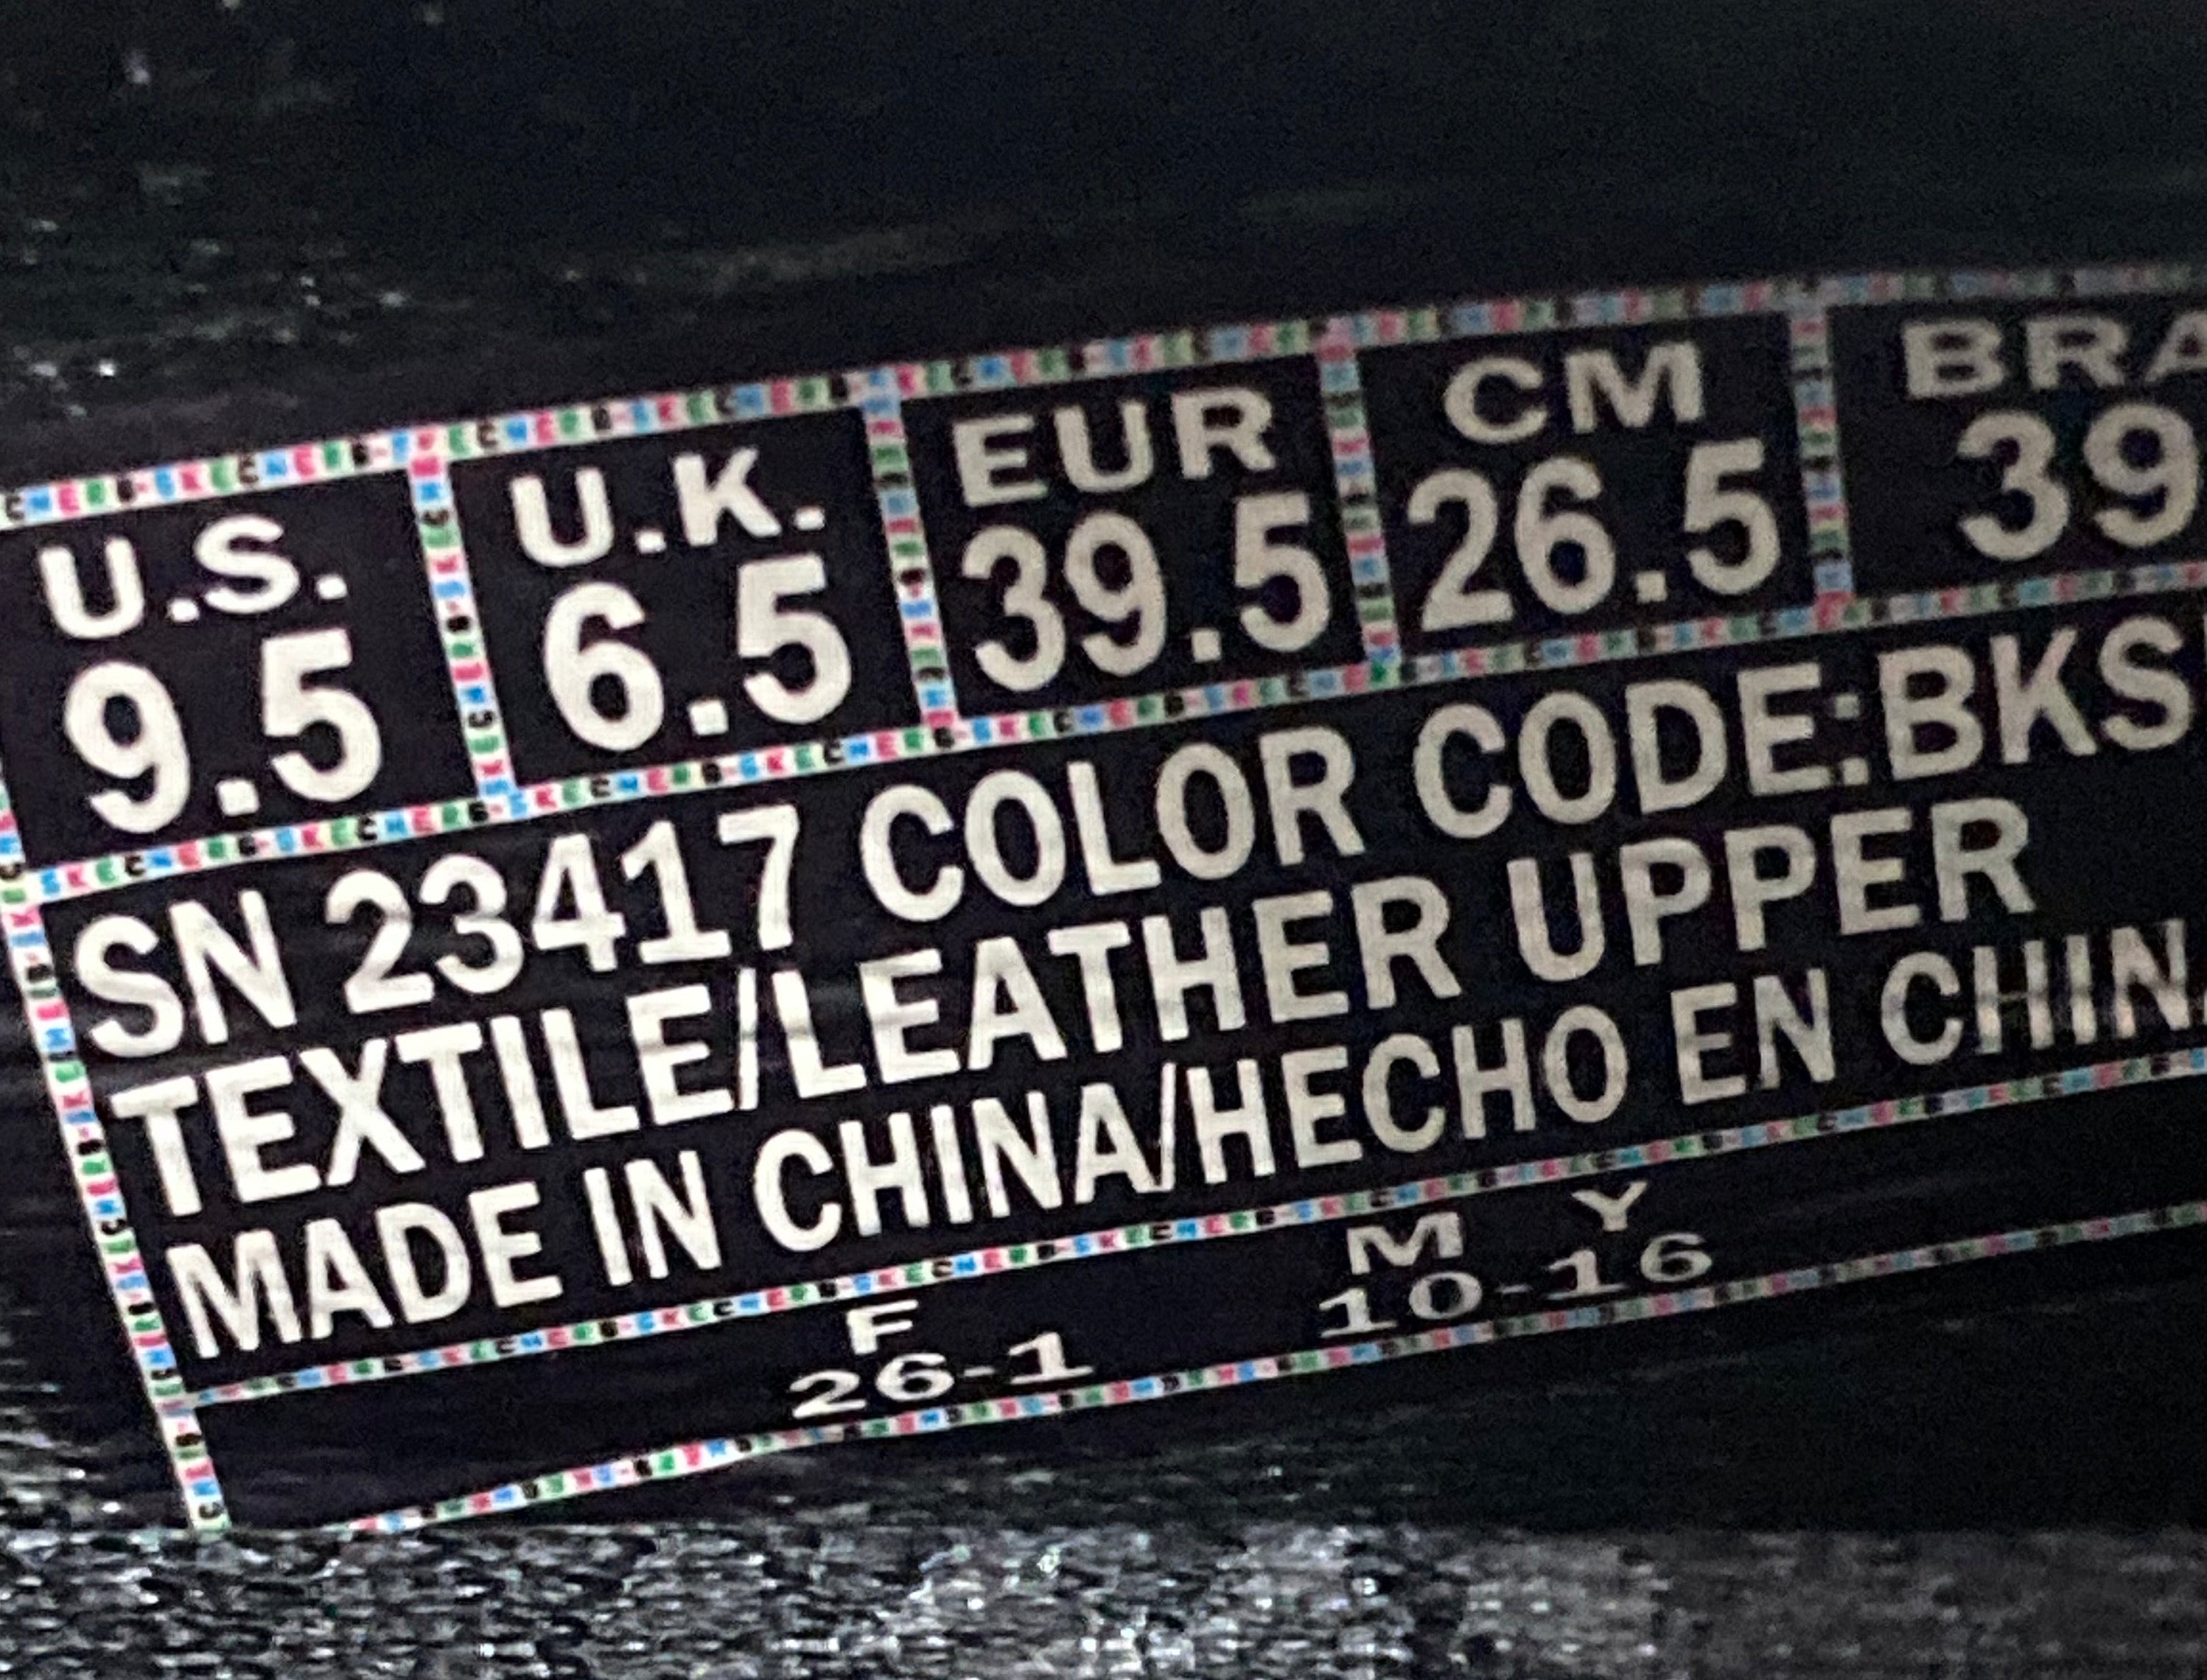 U.S. U.K. EUR CM BRA
9.5 6.5 39.5 26.5 39
SN 23417 COLOR CODE:BKS
TEXTILE/LEATHER UPPER
MADE IN CHINA/HECHO EN CHIN
F M Y
26-1 10-16